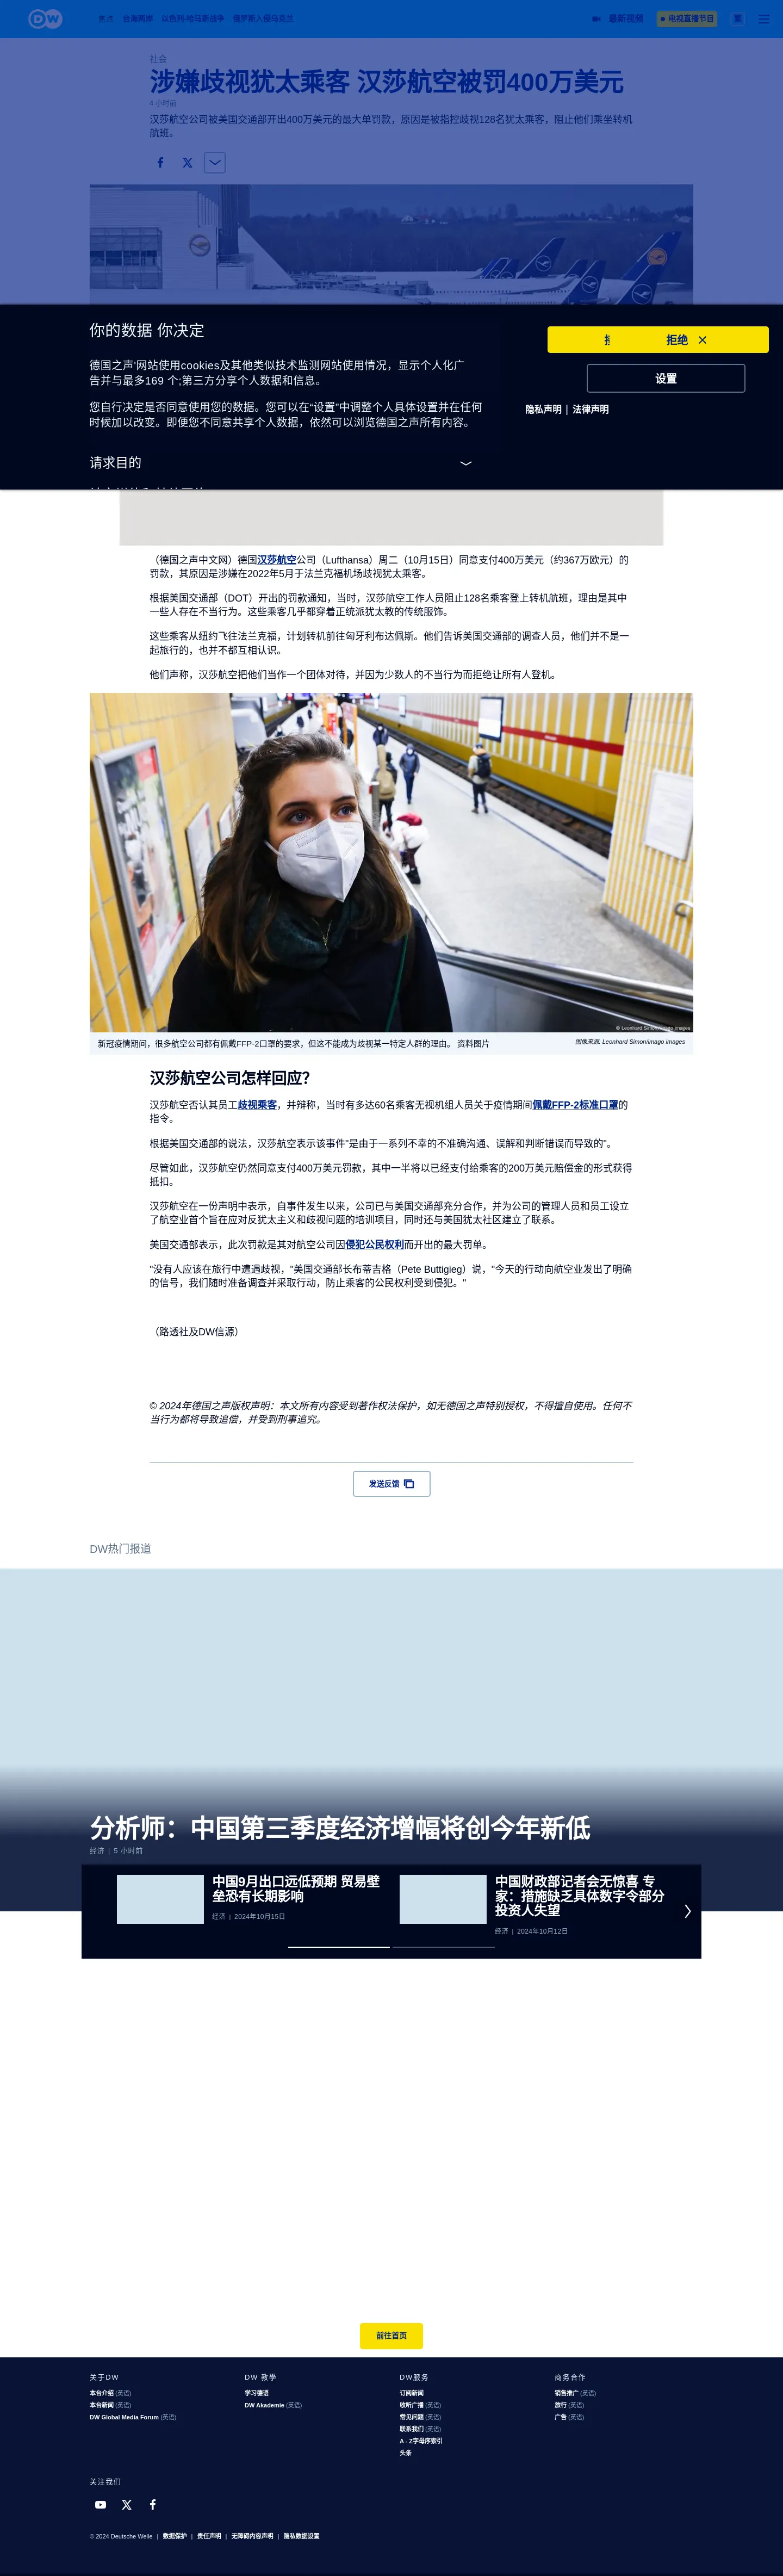 DW
焦点 台海两岸 以色列-哈马斯战争 俄罗斯入侵乌克兰 最新视频 电视直播节目 繁
社会
涉嫌歧视犹太乘客 汉莎航空被罚400万美元
4 小时前
汉莎航空公司被美国交通部开出400万美元的最大单罚款，原因是被指控歧视128名犹太乘客，阻止他们乘坐转机
航班。
你的数据 你决定
德国之声'网站使用cookies及其他类似技术监测网站使用情况，显示个人化广
告并与最多169 个;第三方分享个人数据和信息。
您自行决定是否同意使用您的数据。您可以在“设置”中调整个人具体设置并在任何
时候加以改变。即便您不同意共享个人数据，依然可以浏览德国之声所有内容。
请求目的
拒绝
设置
隐私声明 | 法律声明
（德国之声中文网）德国汉莎航空公司（Lufthansa）周二（10月15日）同意支付400万美元（约367万欧元）的
罚款，其原因是涉嫌在2022年5月于法兰克福机场歧视犹太乘客。
根据美国交通部（DOT）开出的罚款通知，当时，汉莎航空工作人员阻止128名乘客登上转机航班，理由是其中
一些人存在不当行为。这些乘客几乎都穿着正统派犹太教的传统服饰。
这些乘客从纽约飞往法兰克福，计划转机前往匈牙利布达佩斯。他们告诉美国交通部的调查人员，他们并不是一
起旅行的，也并不都互相认识。
他们声称，汉莎航空把他们当作一个团体对待，并因为少数人的不当行为而拒绝让所有人登机。
© Leonhard Simon/imago images
新冠疫情期间，很多航空公司都有佩戴FFP-2口罩的要求，但这不能成为歧视某一特定人群的理由。 资料图片
图像来源: Leonhard Simon/imago images
汉莎航空公司怎样回应？
汉莎航空否认其员工歧视乘客，并辩称，当时有多达60名乘客无视机组人员关于疫情期间佩戴FFP-2标准口罩的
指令。
根据美国交通部的说法，汉莎航空表示该事件"是由于一系列不幸的不准确沟通、误解和判断错误而导致的"。
尽管如此，汉莎航空仍然同意支付400万美元罚款，其中一半将以已经支付给乘客的200万美元赔偿金的形式获得
抵扣。
汉莎航空在一份声明中表示，自事件发生以来，公司已与美国交通部充分合作，并为公司的管理人员和员工设立
了航空业首个旨在应对反犹太主义和歧视问题的培训项目，同时还与美国犹太社区建立了联系。
美国交通部表示，此次罚款是其对航空公司因侵犯公民权利而开出的最大罚单。
"没有人应该在旅行中遭遇歧视，"美国交通部长布蒂吉格（Pete Buttigieg）说，"今天的行动向航空业发出了明确
的信号，我们随时准备调查并采取行动，防止乘客的公民权利受到侵犯。"
（路透社及DW信源）
© 2024年德国之声版权声明：本文所有内容受到著作权法保护，如无德国之声特别授权，不得擅自使用。任何不
当行为都将导致追偿，并受到刑事追究。
发送反馈
DW热门报道
分析师：中国第三季度经济增幅将创今年新低
经济 | 5 小时前
中国9月出口远低预期 贸易壁
垒恐有长期影响
经济 | 2024年10月15日
中国财政部记者会无惊喜 专
家：措施缺乏具体数字令部分
投资人失望
经济 | 2024年10月12日
前往首页
关于DW
本台介绍 (英语)
本台新闻 (英语)
DW Global Media Forum (英语)
DW 教學
学习德语
DW Akademie (英语)
DW服务
订阅新闻
收听广播 (英语)
常见问题 (英语)
联系我们 (英语)
A - Z字母序索引
头条
商务合作
销售推广 (英语)
旅行 (英语)
广告 (英语)
关注我们
© 2024 Deutsche Welle | 数据保护 | 责任声明 | 无障碍内容声明 | 隐私数据设置